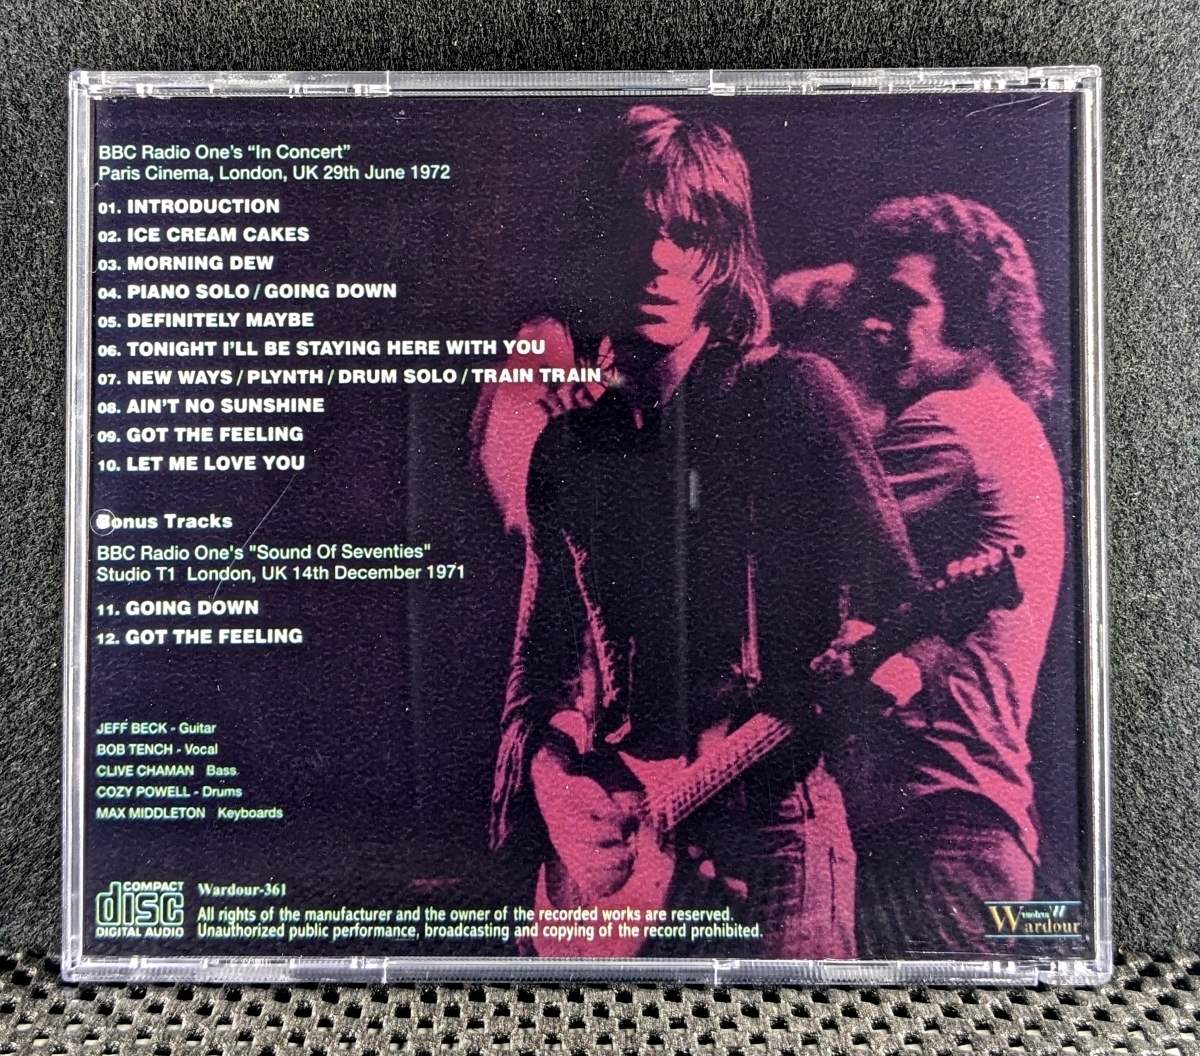 BBC Radio One's “In Concert”
Paris Cinema, London, UK 29th June 1972
01. INTRODUCTION
02. ICE CREAM CAKES
03. MORNING DEW
04. PIANO SOLO / GOING DOWN
05. DEFINITELY MAYBE
06. TONIGHT I'LL BE STAYING HERE WITH YOU
07. NEW WAYS / PLYNTH / DRUM SOLO / TRAIN TRAIN
08. AIN'T NO SUNSHINE
09. GOT THE FEELING
10. LET ME LOVE YOU
Bonus Tracks
BBC Radio One's "Sound Of Seventies"
Studio T1 London, UK 14th December 1971
11. GOING DOWN
12. GOT THE FEELING
JEFF BECK - Guitar
BOB TENCH - Vocal
CLIVE CHAMAN Bass
COZY POWELL - Drums
MAX MIDDLETON Keyboards
COMPACT
disc
DIGITAL AUDIO
Wardour-361
All rights of the manufacturer and the owner of the recorded works are reserved.
Unauthorized public performance, broadcasting and copying of the record prohibited.
Wardour